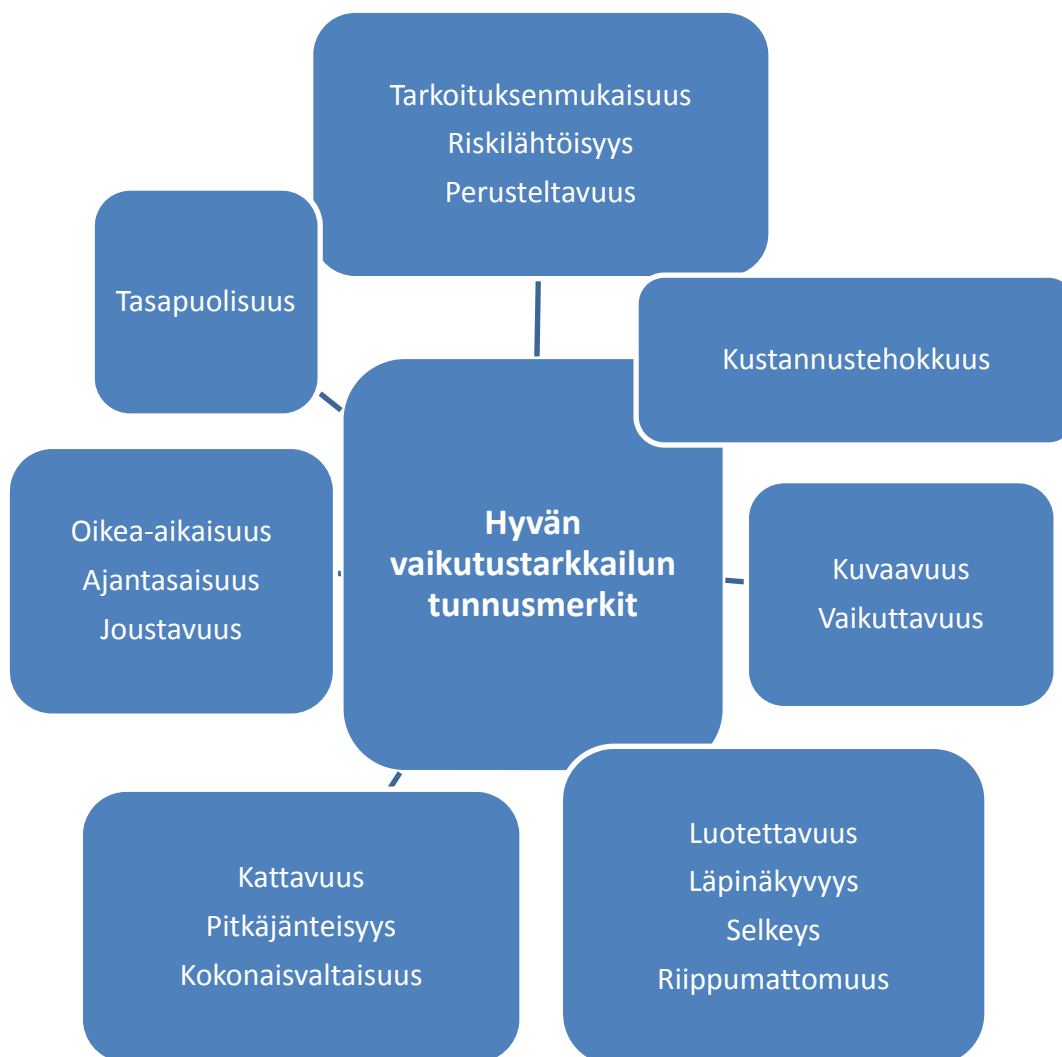 Tarkoituksenmukaisuus
Riskilähtöisyys
Perusteltavuus
Tasapuolisuus
Kustannustehokkuus
Hyvän
vaikutustarkkailun
tunnusmerkit
Oikea-aikaisuus
Ajantasaisuus
Joustavuus
Kuvaavuus
Vaikuttavuus
Kattavuus
Pitkäjänteisyys
Kokonaisvaltaisuus
Luotettavuus
Läpinäkyvyys
Selkeys
Riippumattomuus